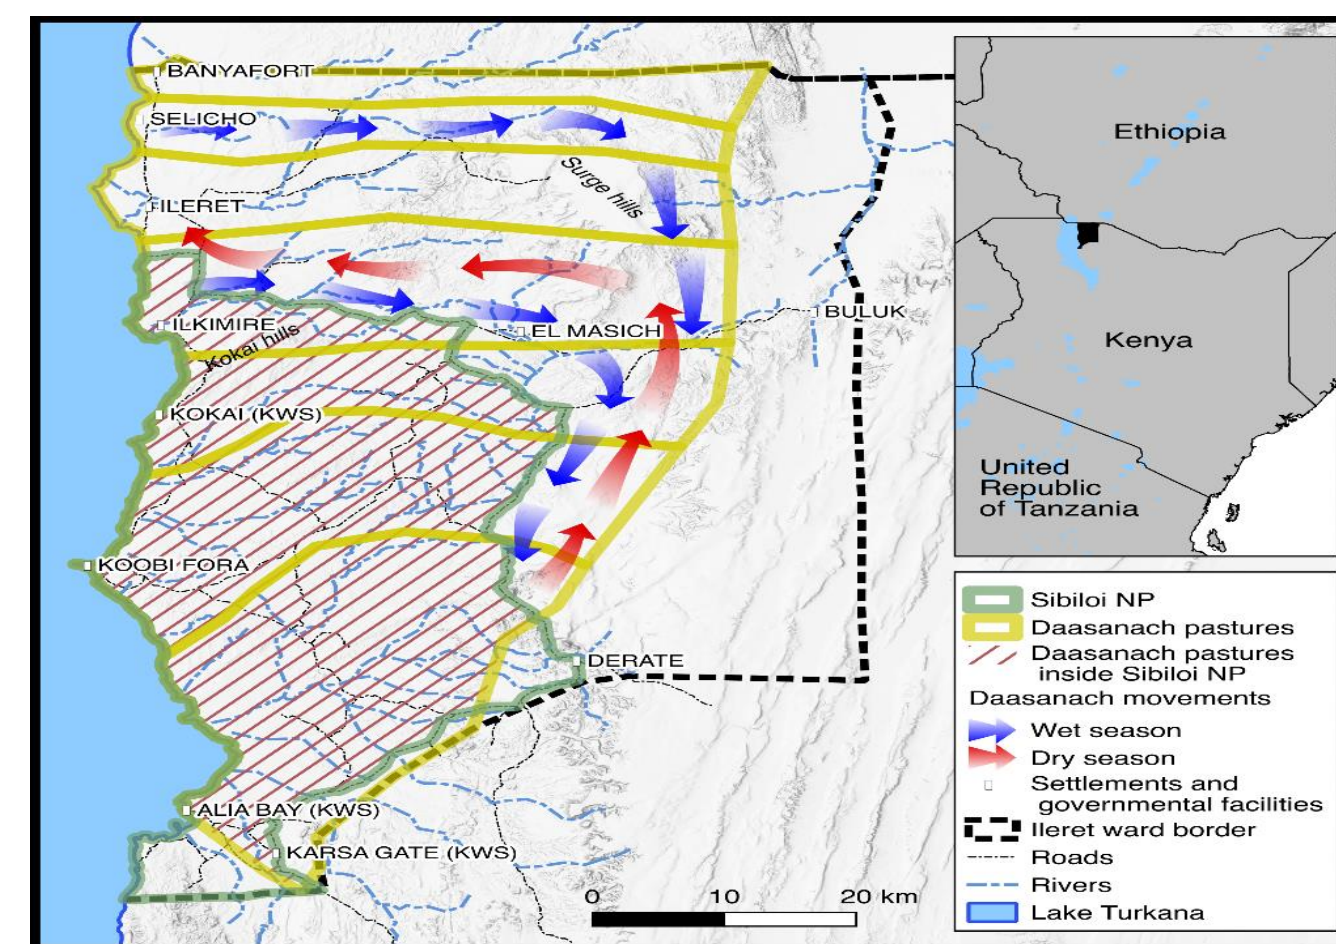 BANYAFORT
SELICHO
Surge hills
ILERET
BULUK
ILKIMIRE
EL MASICH
Kokai hills
KOKAI (KWS)
KOOBI FORA
DERATE
ALIA BAY (KWS)
KARSA GATE (KWS)
0 10 20 km
Ethiopia
Kenya
United
Republic
of Tanzania
Sibiloi NP
Daasanach pastures
Daasanach pastures
inside Sibiloi NP
Daasanach movements
Wet season
Dry season
Settlements and
governmental facilities
Ileret ward border
Roads
Rivers
Lake Turkana